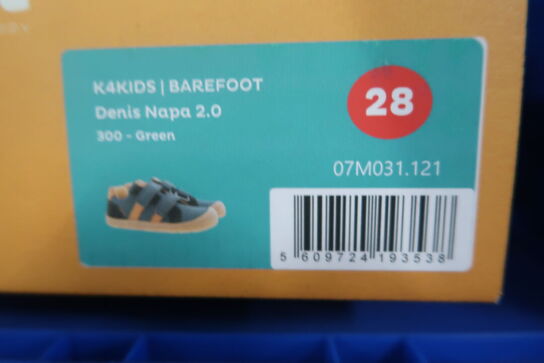 K4KIDS | BAREFOOT
Denis Napa 2.0
300 - Green
28
07M031.121
5 609724 193538